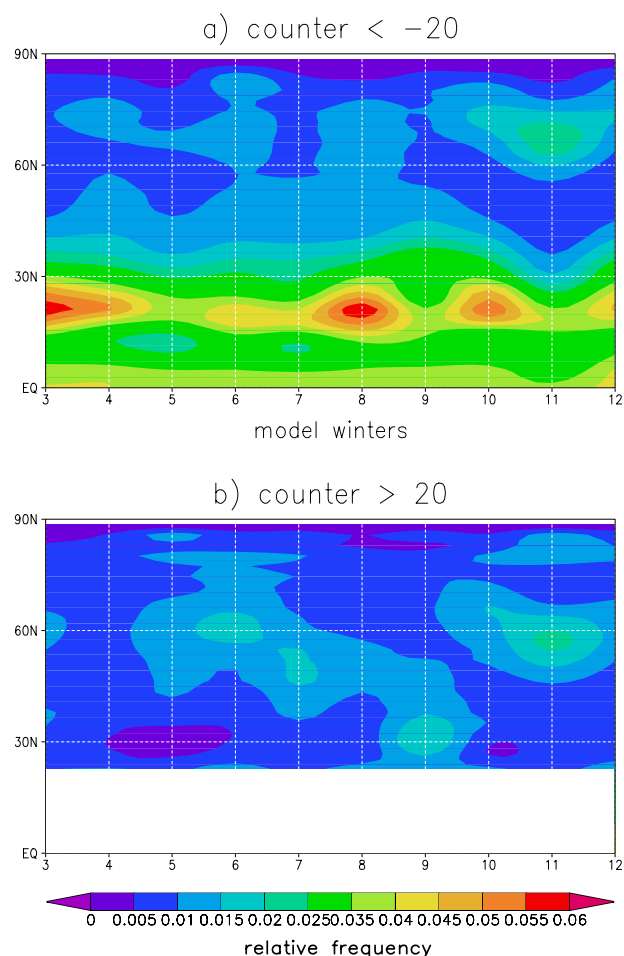 a) counter < −20
90N
60N
30N
EQ
3 4 5 6 7 8 9 10 11 12
model winters
b) counter > 20
90N
60N
30N
EQ
3 4 5 6 7 8 9 10 11 12
0 0.005 0.01 0.015 0.02 0.025 0.035 0.04 0.045 0.05 0.055 0.06
relative frequency